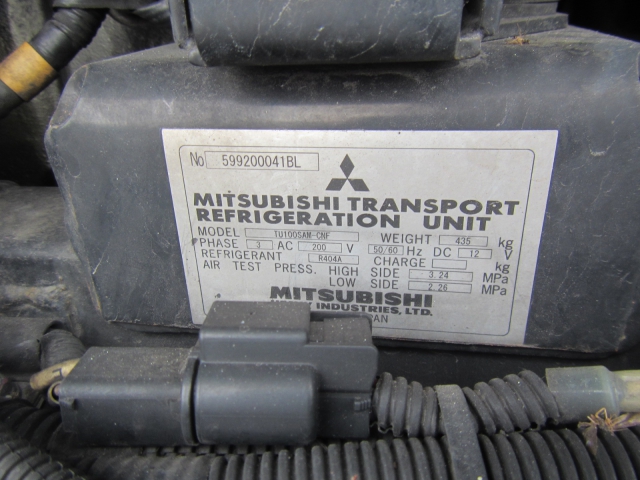 No 599200041BL
MITSUBISHI TRANSPORT
REFRIGERATION UNIT
MODEL TU100SAM-CNF WEIGHT 435 kg
PHASE 3 AC 200 V 50/60 Hz DC 12 V
REFRIGERANT R404A CHARGE kg
AIR TEST PRESS. HIGH SIDE 3.24 MPa
LOW SIDE 2.26 MPa
MITSUBISHI
INDUSTRIES, LTD.